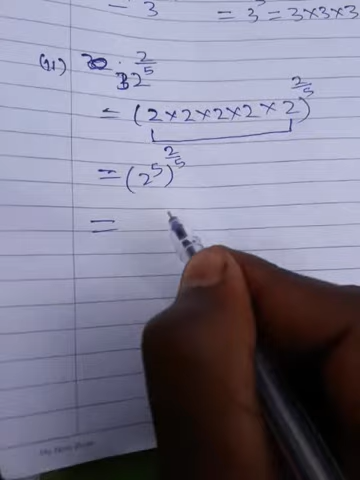 = 3 = 3 = 3×3×3
(ii) 32^{2/5}
= (2×2×2×2×2)^{2/5}
= (2^5)^{2/5}
=